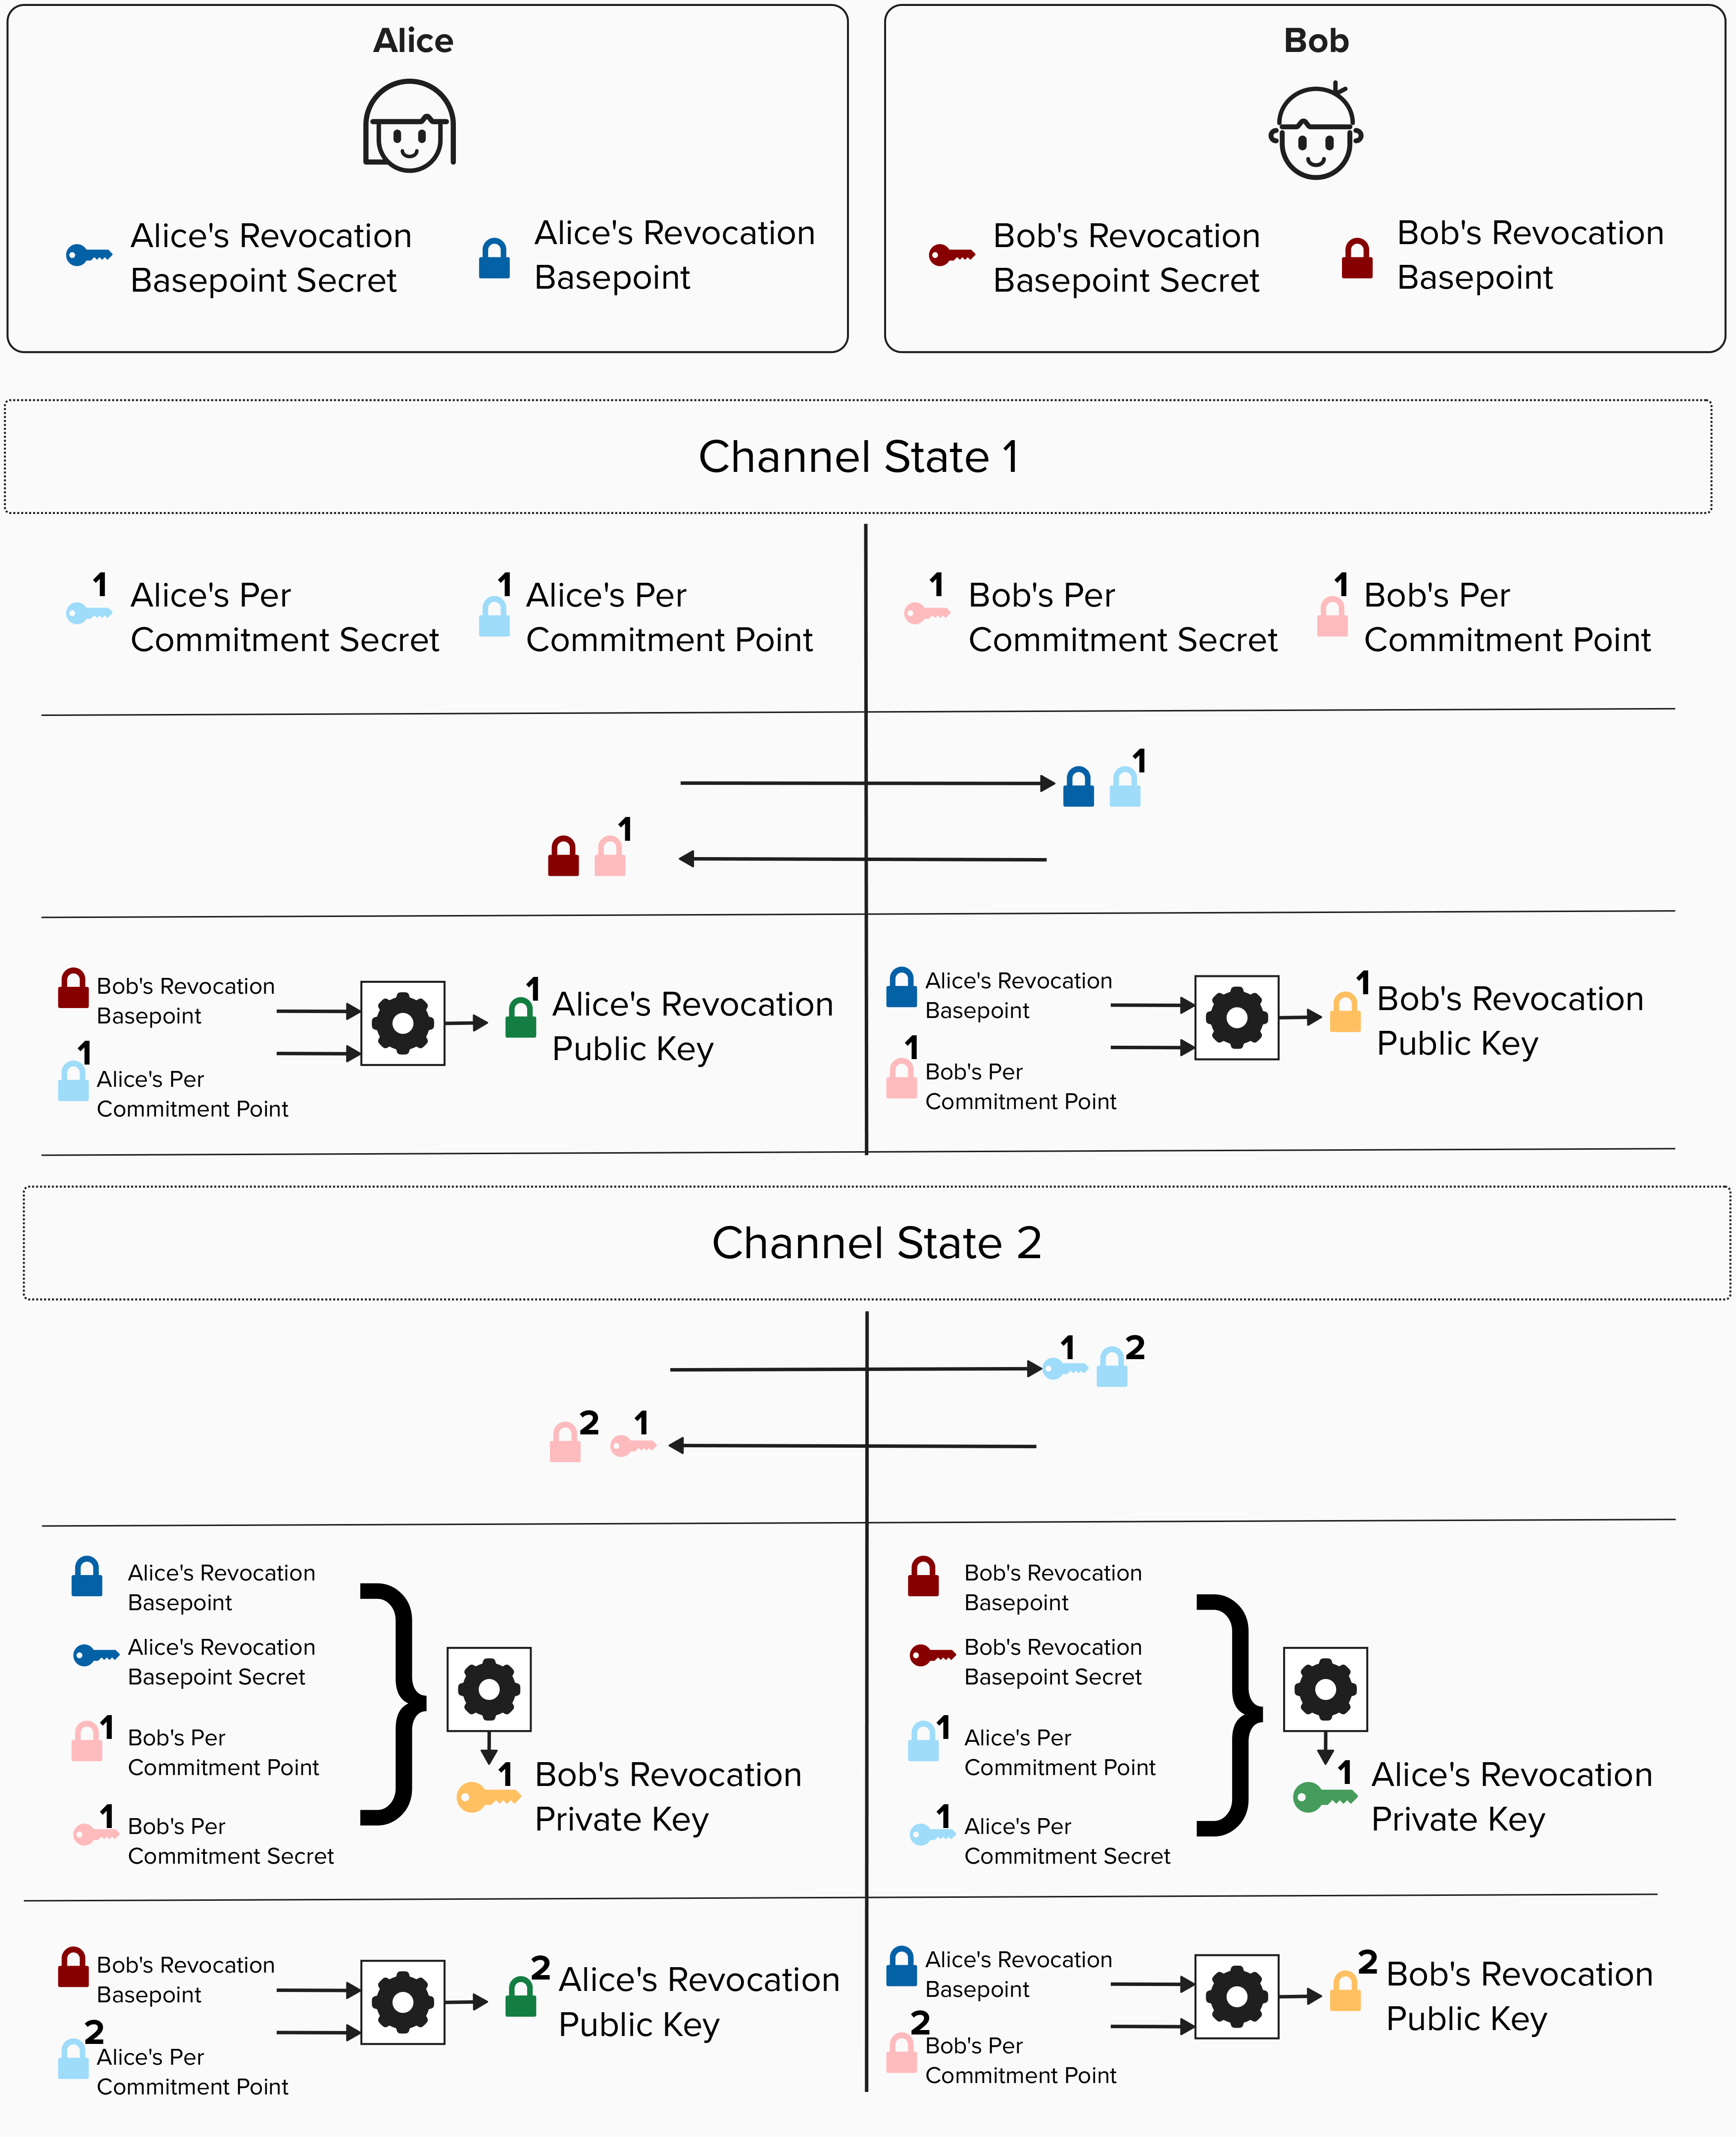 Alice
Bob
Alice's Revocation
Basepoint Secret
Alice's Revocation
Basepoint
Bob's Revocation
Basepoint Secret
Bob's Revocation
Basepoint
Channel State 1
1
Alice's Per
Commitment Secret
1
Alice's Per
Commitment Point
1
Bob's Per
Commitment Secret
1
Bob's Per
Commitment Point
1
1
Bob's Revocation
Basepoint
1
Alice's Per
Commitment Point
1
Alice's Revocation
Public Key
Alice's Revocation
Basepoint
1
Bob's Per
Commitment Point
1
Bob's Revocation
Public Key
Channel State 2
1
2
2
1
Alice's Revocation
Basepoint
Alice's Revocation
Basepoint Secret
1
Bob's Per
Commitment Point
1
Bob's Per
Commitment Secret
1
Bob's Revocation
Private Key
Bob's Revocation
Basepoint
Bob's Revocation
Basepoint Secret
1
Alice's Per
Commitment Point
1
Alice's Per
Commitment Secret
1
Alice's Revocation
Private Key
Bob's Revocation
Basepoint
2
Alice's Per
Commitment Point
2
Alice's Revocation
Public Key
Alice's Revocation
Basepoint
2
Bob's Per
Commitment Point
2
Bob's Revocation
Public Key